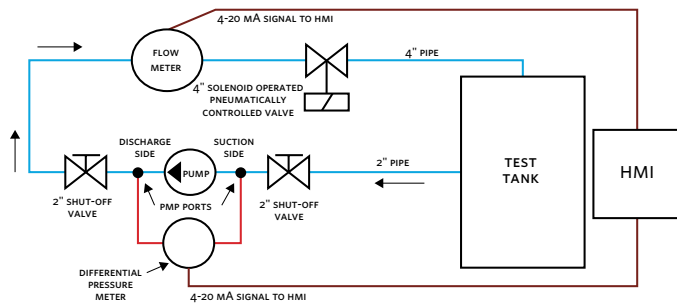 4-20 mA SIGNAL TO HMI
FLOW
METER
4" PIPE
4" SOLENOID OPERATED
PNEUMATICALLY
CONTROLLED VALVE
DISCHARGE
SIDE
SUCTION
SIDE
PUMP
2" PIPE
TEST
TANK
HMI
2" SHUT-OFF
VALVE
PMP PORTS
2" SHUT-OFF
VALVE
DIFFERENTIAL
PRESSURE
METER
4-20 mA SIGNAL TO HMI